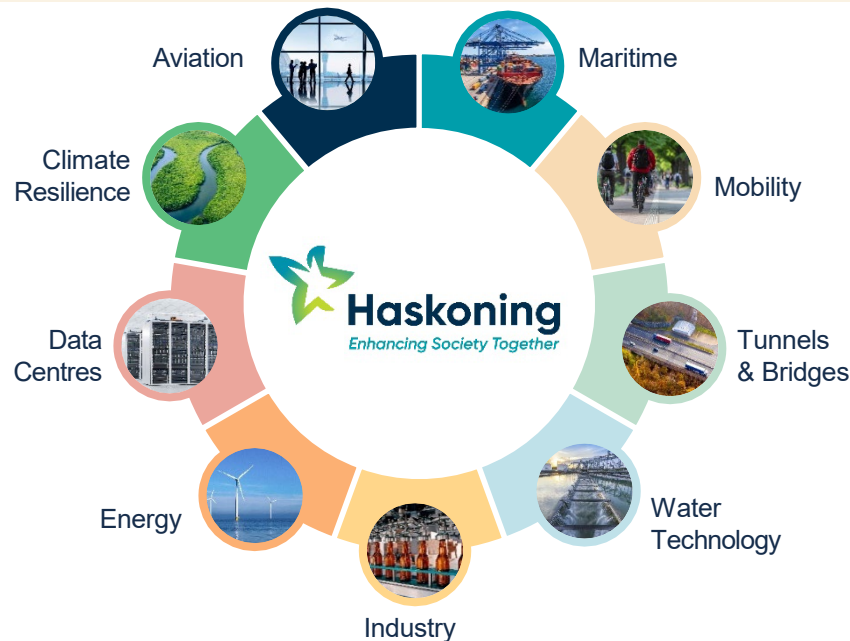 Aviation
Maritime
Climate
Resilience
Mobility
Haskoning
Enhancing Society Together
Data
Centres
Tunnels
& Bridges
Energy
Water
Technology
Industry